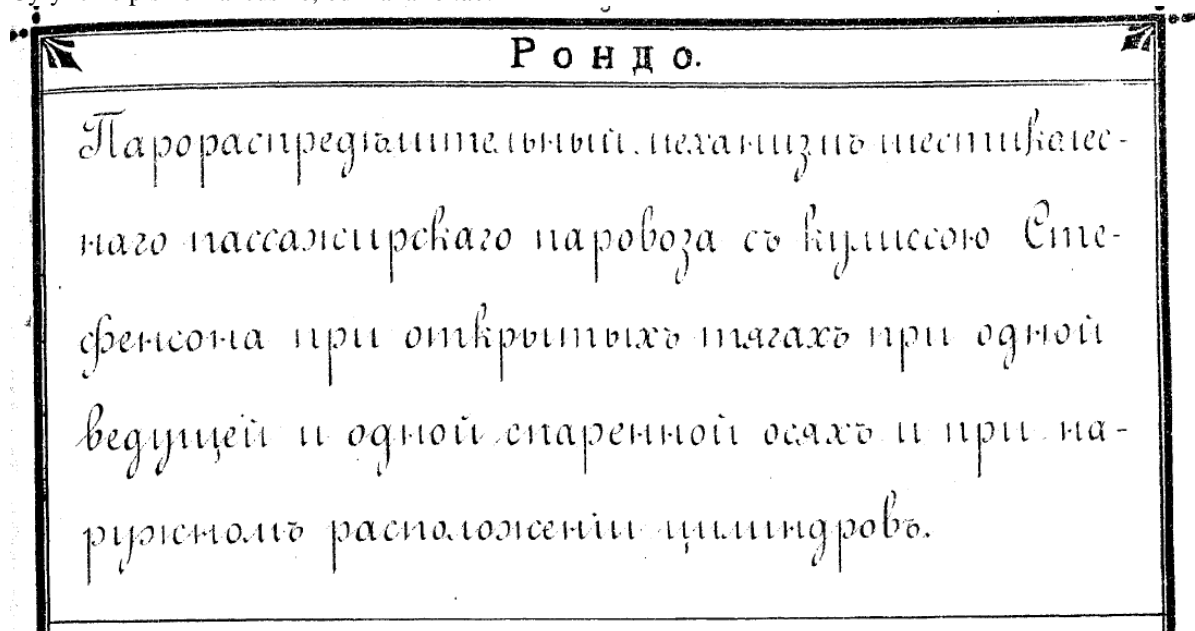 Рондо.
Парораспредѣлительный механизмъ шестиколес-
наго пассажирскаго паровоза съ кулиссою Сте-
фенсона при открытыхъ тягахъ при одной
ведущей и одной спаренной осяхъ и при на-
ружномъ расположеніи цилиндровъ.